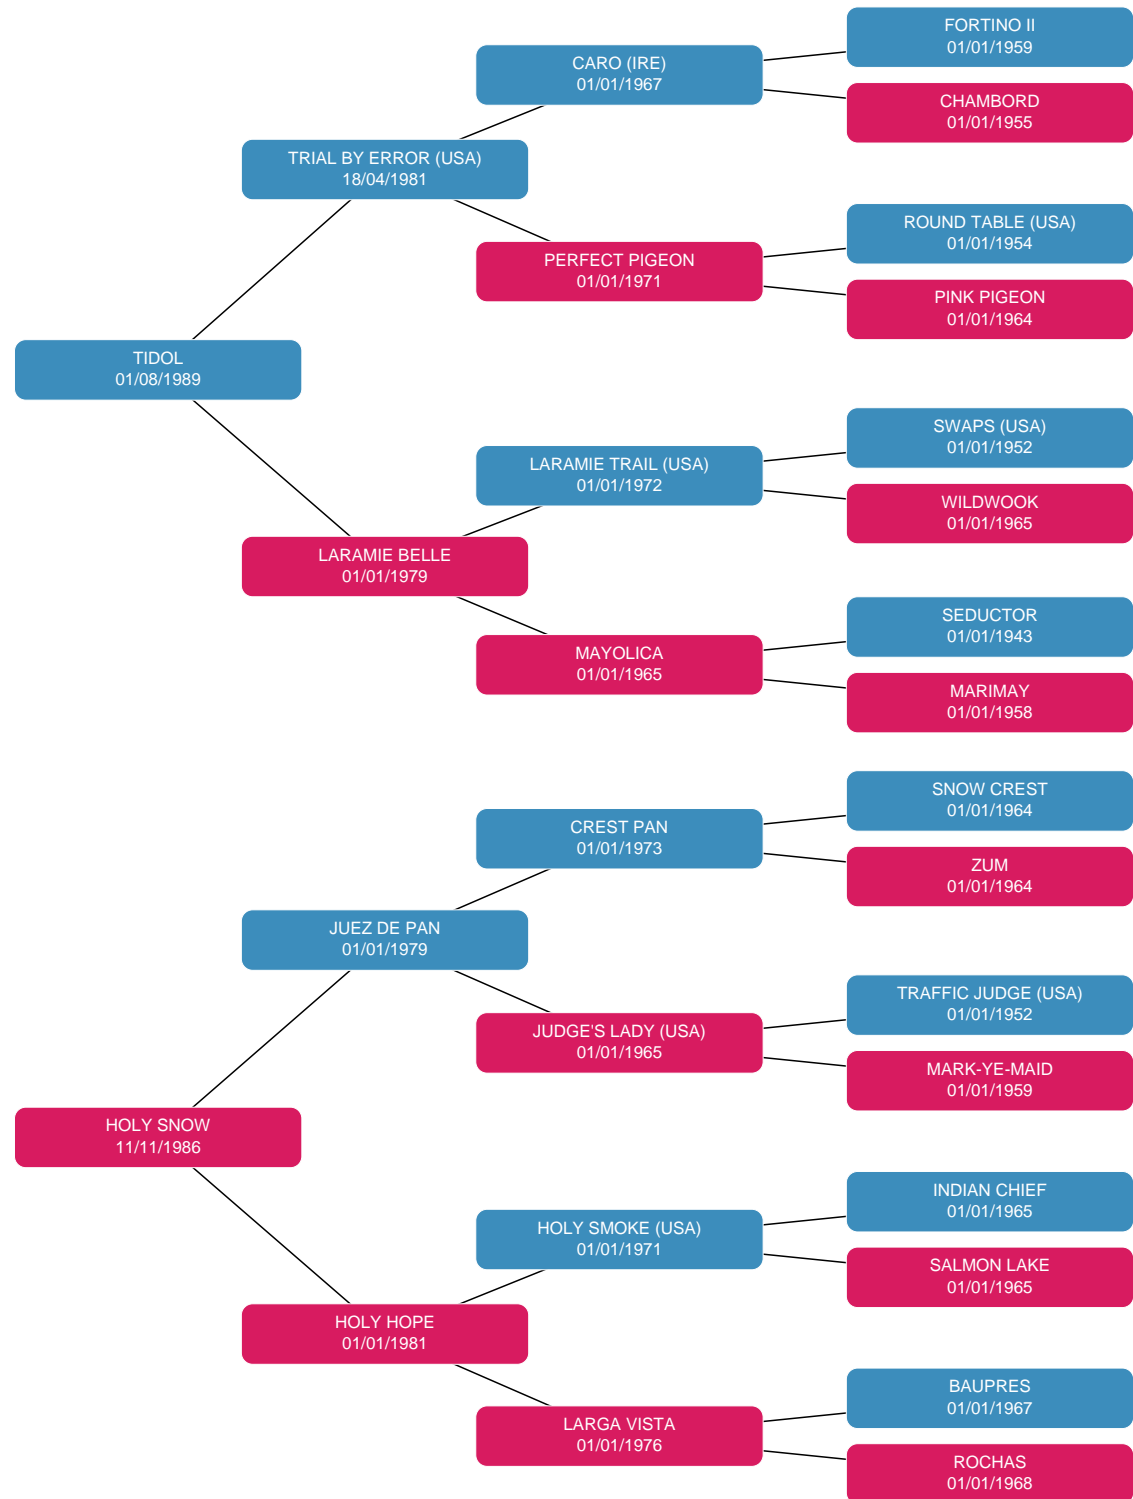 FORTINO II
01/01/1959
CARO (IRE)
01/01/1967
CHAMBORD
01/01/1955
TRIAL BY ERROR (USA)
18/04/1981
ROUND TABLE (USA)
01/01/1954
PERFECT PIGEON
01/01/1971
PINK PIGEON
01/01/1964
TIDOL
01/08/1989
SWAPS (USA)
01/01/1952
LARAMIE TRAIL (USA)
01/01/1972
WILDWOOK
01/01/1965
LARAMIE BELLE
01/01/1979
SEDUCTOR
01/01/1943
MAYOLICA
01/01/1965
MARIMAY
01/01/1958
SNOW CREST
01/01/1964
CREST PAN
01/01/1973
ZUM
01/01/1964
JUEZ DE PAN
01/01/1979
TRAFFIC JUDGE (USA)
01/01/1952
JUDGE'S LADY (USA)
01/01/1965
MARK-YE-MAID
01/01/1959
HOLY SNOW
11/11/1986
INDIAN CHIEF
01/01/1965
HOLY SMOKE (USA)
01/01/1971
SALMON LAKE
01/01/1965
HOLY HOPE
01/01/1981
BAUPRES
01/01/1967
LARGA VISTA
01/01/1976
ROCHAS
01/01/1968